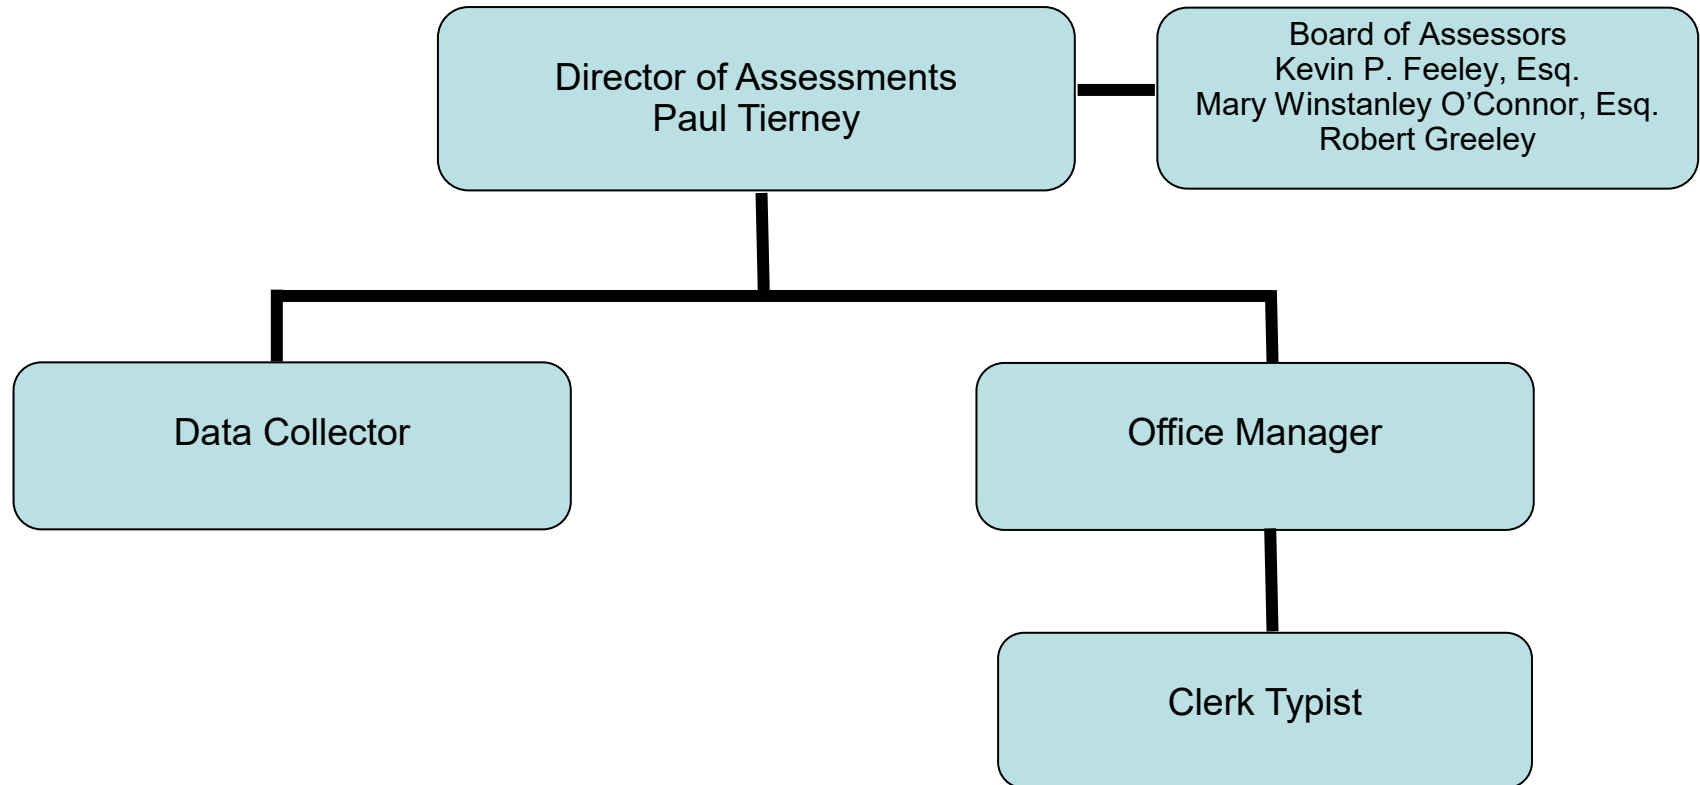 Director of Assessments
Paul Tierney
Board of Assessors
Kevin P. Feeley, Esq.
Mary Winstanley O’Connor, Esq.
Robert Greeley
Data Collector
Office Manager
Clerk Typist